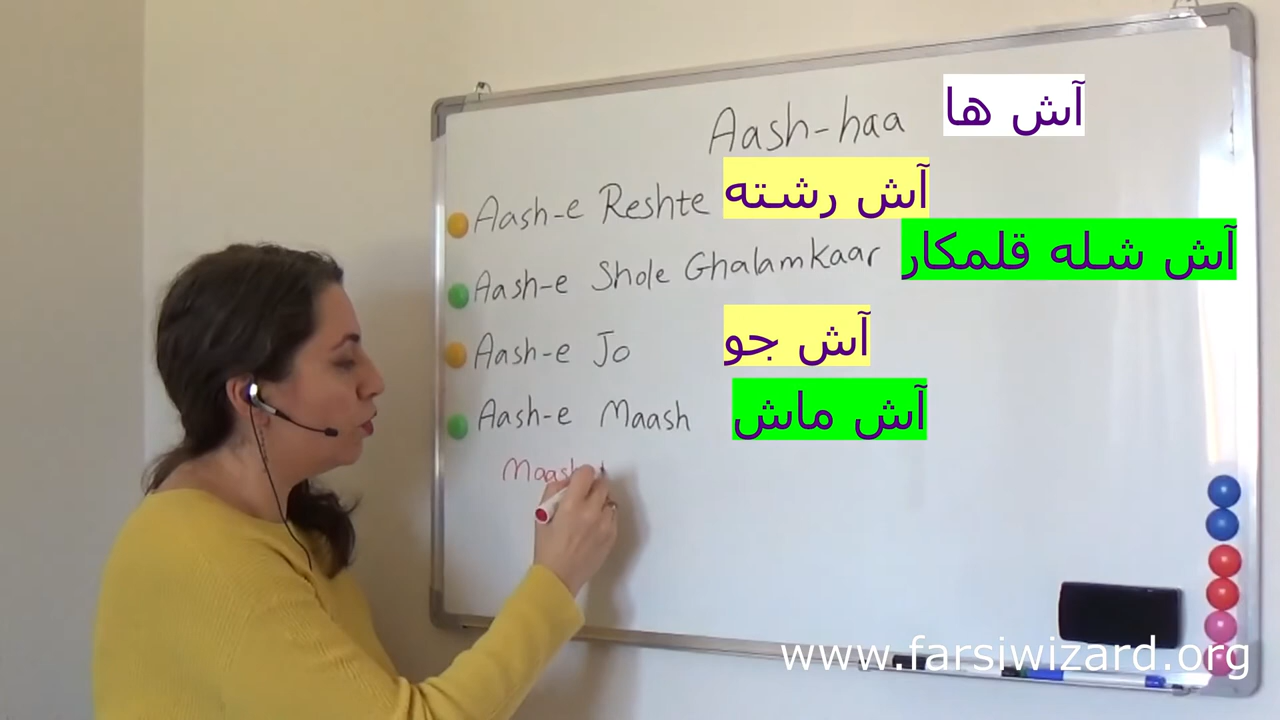 Aash-haa آش ها
Aash-e Reshte آش رشته
Aash-e Shole Ghalamkaar آش شله قلمکار
Aash-e Jo آش جو
Aash-e Maash آش ماش
Maash
www.farsiwizard.org